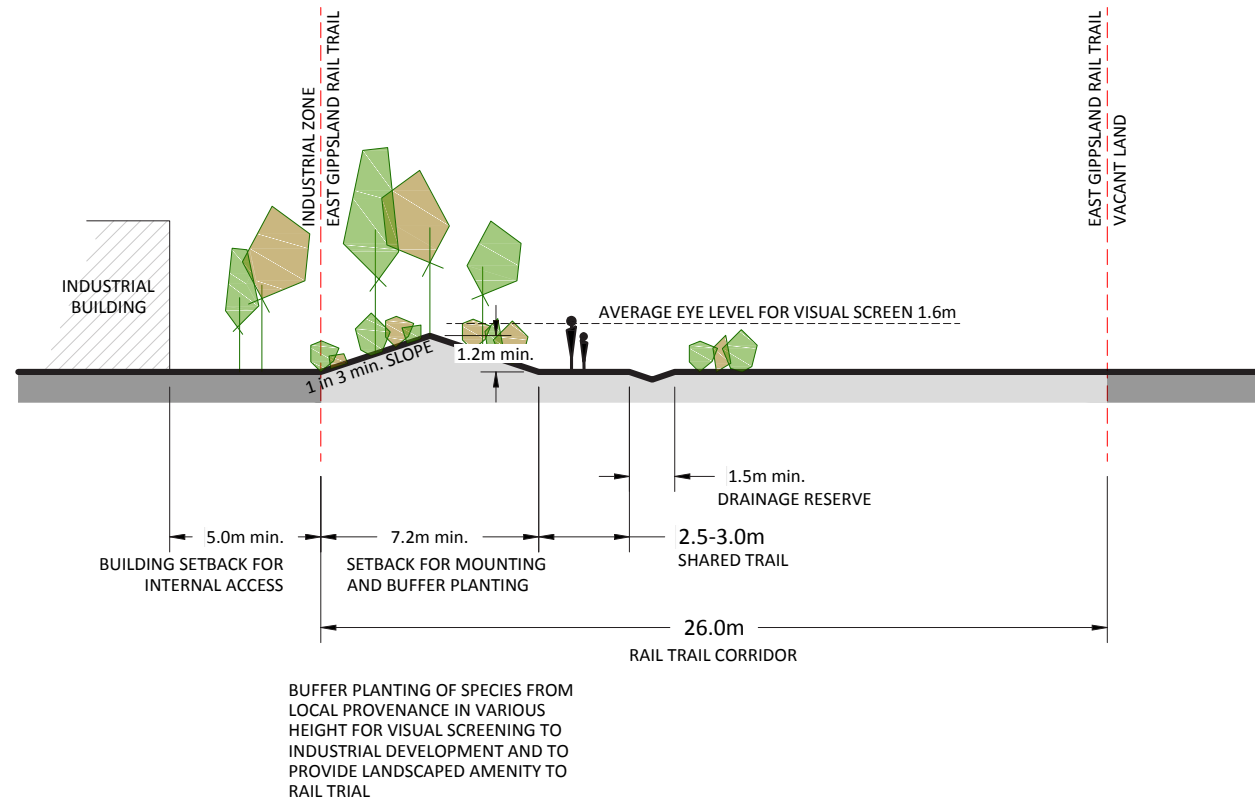 INDUSTRIAL ZONE
EAST GIPPSLAND RAIL TRAIL
EAST GIPPSLAND RAIL TRAIL
VACANT LAND
INDUSTRIAL
BUILDING
AVERAGE EYE LEVEL FOR VISUAL SCREEN 1.6m
1.2m min.
1 in 3 min. SLOPE
1.5m min.
DRAINAGE RESERVE
5.0m min.
BUILDING SETBACK FOR
INTERNAL ACCESS
7.2m min.
SETBACK FOR MOUNTING
AND BUFFER PLANTING
2.5-3.0m
SHARED TRAIL
26.0m
RAIL TRAIL CORRIDOR
BUFFER PLANTING OF SPECIES FROM
LOCAL PROVENANCE IN VARIOUS
HEIGHT FOR VISUAL SCREENING TO
INDUSTRIAL DEVELOPMENT AND TO
PROVIDE LANDSCAPED AMENITY TO
RAIL TRIAL